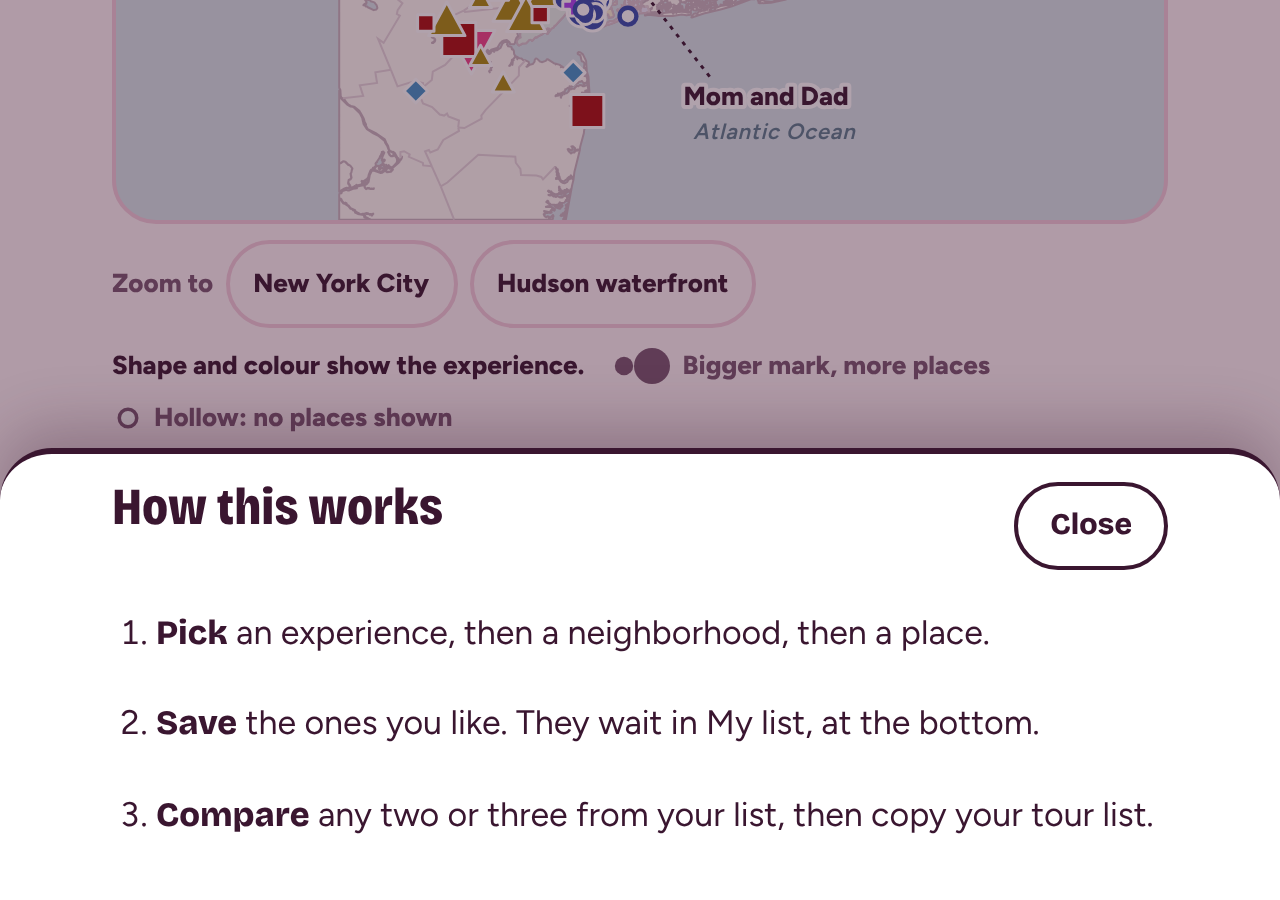 Mom and Dad
Atlantic Ocean
Zoom to New York City Hudson waterfront
Shape and colour show the experience. Bigger mark, more places
Hollow: no places shown
How this works
Close
1. Pick an experience, then a neighborhood, then a place.
2. Save the ones you like. They wait in My list, at the bottom.
3. Compare any two or three from your list, then copy your tour list.